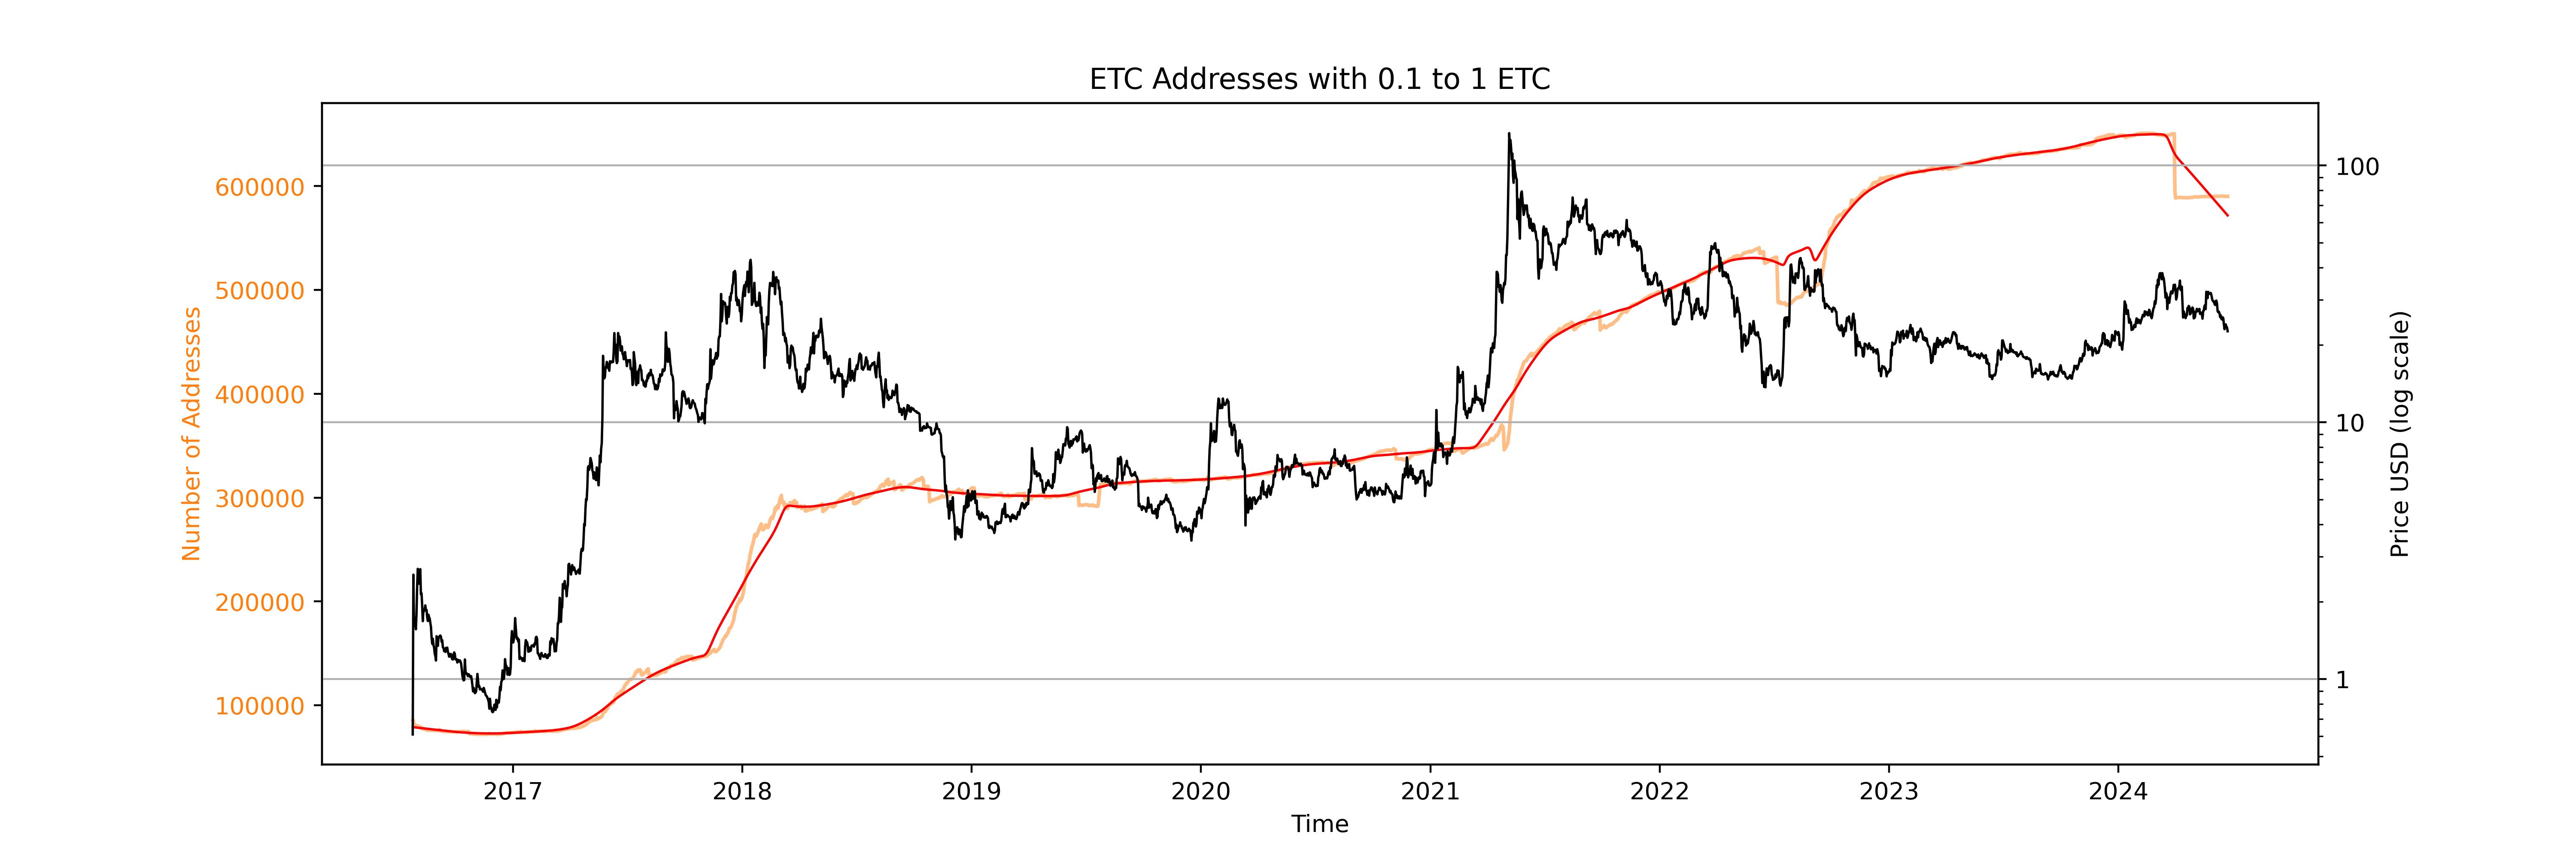 ETC Addresses with 0.1 to 1 ETC
Number of Addresses
600000
500000
400000
300000
200000
100000
100
10
1
Price USD (log scale)
2017 2018 2019 2020 2021 2022 2023 2024
Time